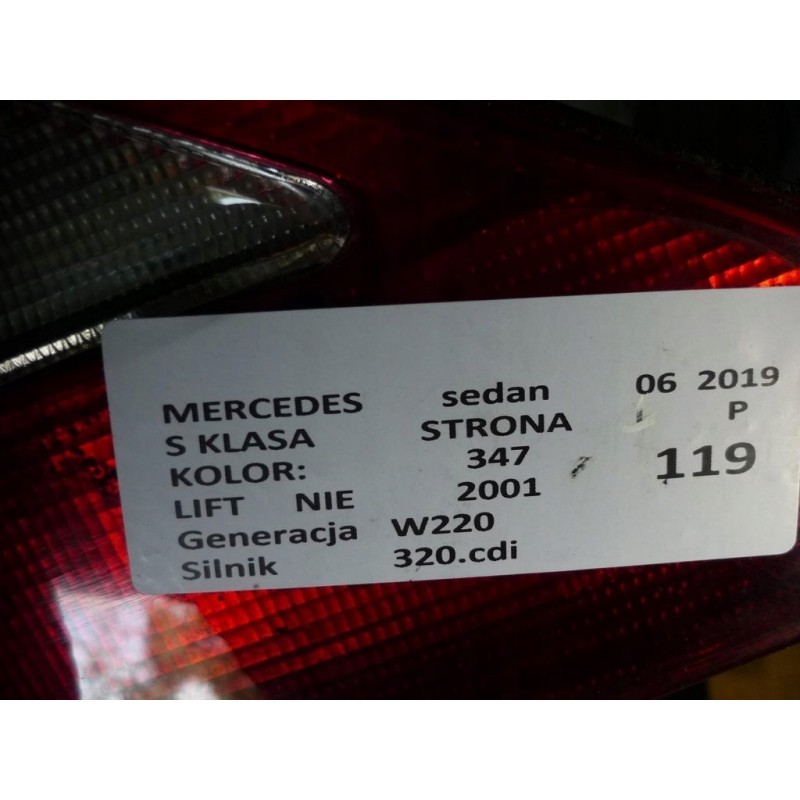 MERCEDES sedan 06 2019
S KLASA STRONA P
KOLOR: 347 119
LIFT NIE 2001
Generacja W220
Silnik 320.cdi